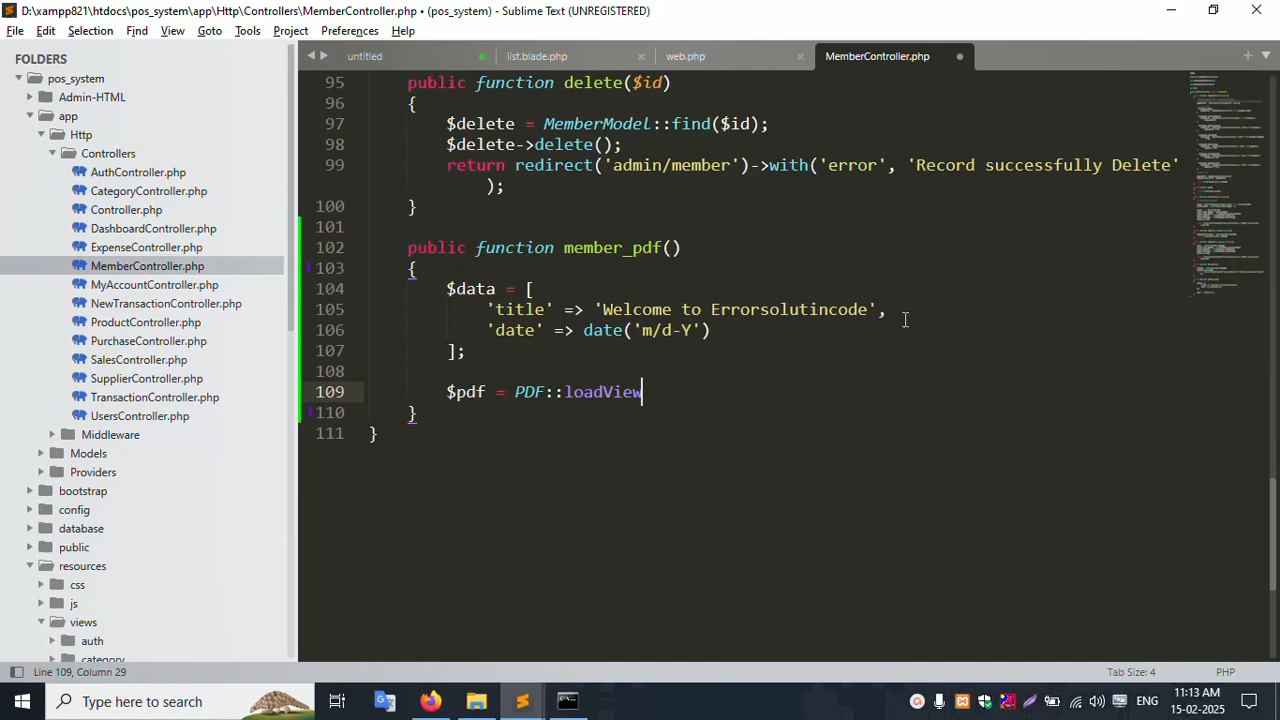 D:\xampp821\htdocs\pos_system\app\Http\Controllers\MemberController.php • (pos_system) - Sublime Text (UNREGISTERED)
File Edit Selection Find View Goto Tools Project Preferences Help
FOLDERS
pos_system
Admin-HTML
app
Http
Controllers
AuthController.php
CategoryController.php
Controller.php
DashboardController.php
ExpenseController.php
MemberController.php
MyAccountController.php
NewTransactionController.php
ProductController.php
PurchaseController.php
SalesController.php
SupplierController.php
TransactionController.php
UsersController.php
Middleware
Models
Providers
bootstrap
config
database
public
resources
css
js
views
auth
category
untitled list.blade.php web.php MemberController.php
95 public function delete($id)
96 {
97 $delete = MemberModel::find($id);
98 $delete->delete();
99 return redirect('admin/member')->with('error', 'Record successfully Delete'
);
100 }
101
102 public function member_pdf()
103 {
104 $data = [
105 'title' => 'Welcome to Errorsolutincode',
106 'date' => date('m/d-Y')
107 ];
108
109 $pdf = PDF::loadView
110 }
111 }
Line 109, Column 29 Tab Size: 4 PHP
Type here to search
ENG
11:13 AM
15-02-2025